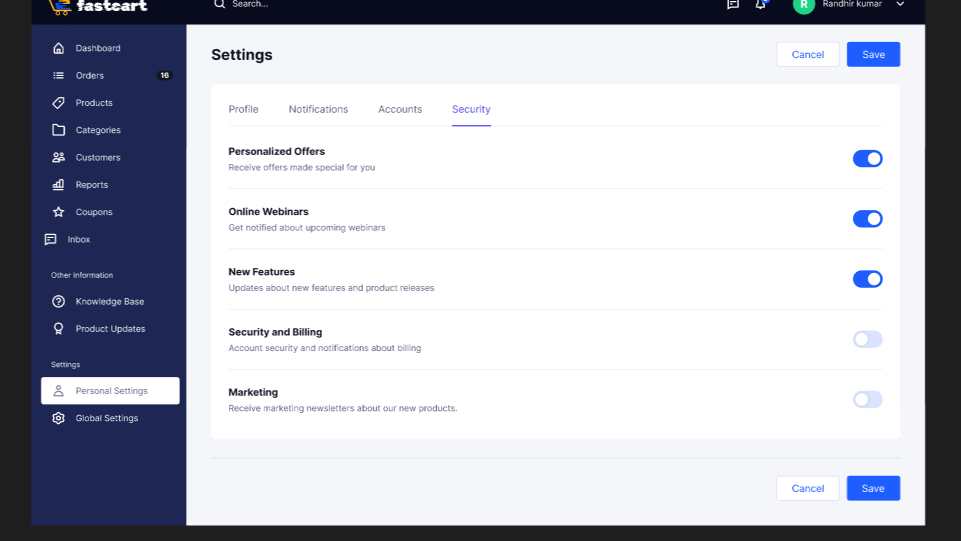 fastcart
Search...
R
Randhir kumar
Dashboard
Orders
16
Products
Categories
Customers
Reports
Coupons
Inbox
Other Information
Knowledge Base
Product Updates
Settings
Personal Settings
Global Settings
Settings
Cancel
Save
Profile
Notifications
Accounts
Security
Personalized Offers
Receive offers made special for you
Online Webinars
Get notified about upcoming webinars
New Features
Updates about new features and product releases
Security and Billing
Account security and notifications about billing
Marketing
Receive marketing newsletters about our new products.
Cancel
Save